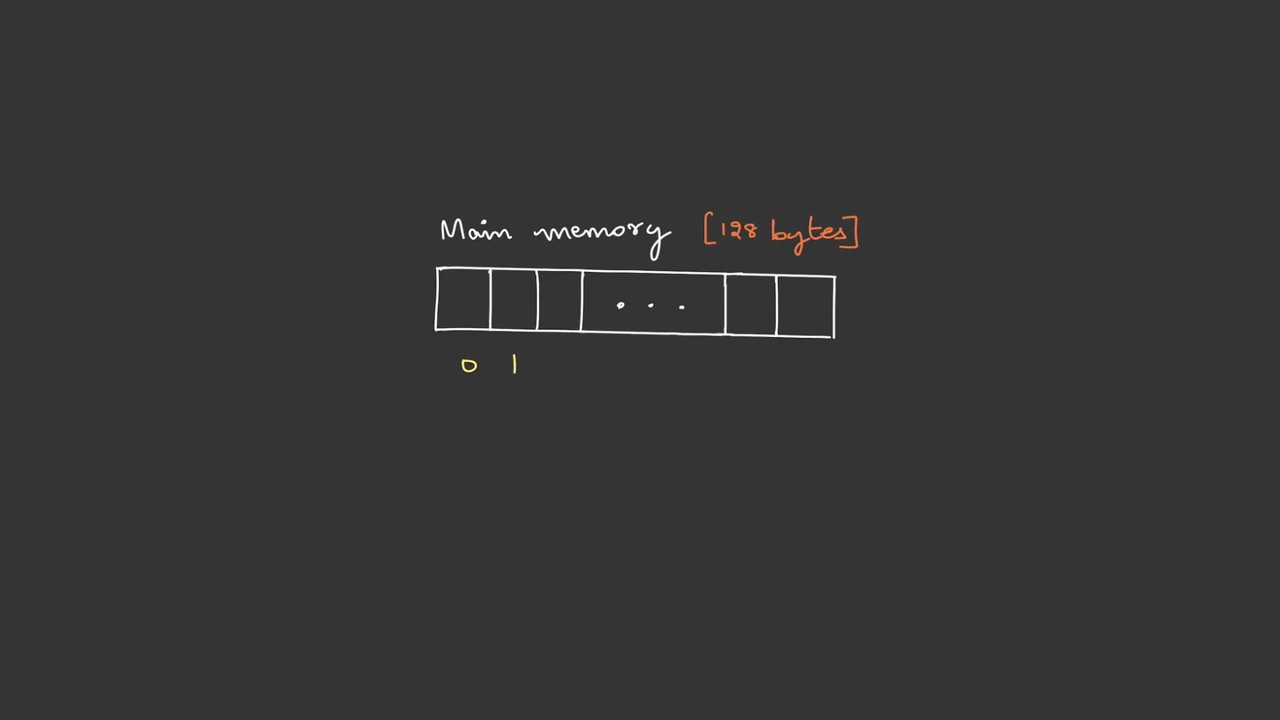 Main memory [128 bytes]
. . .
0 1